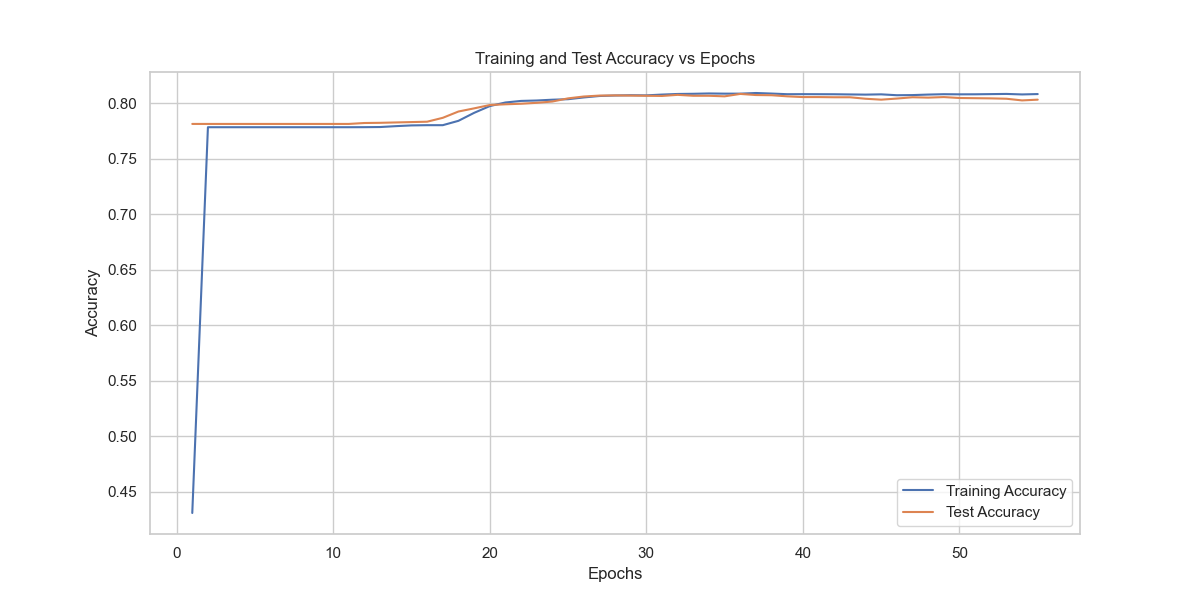 Training and Test Accuracy vs Epochs
0.80
0.75
0.70
0.65
0.60
0.55
0.50
0.45
Accuracy
Training Accuracy
Test Accuracy
0 10 20 30 40 50
Epochs